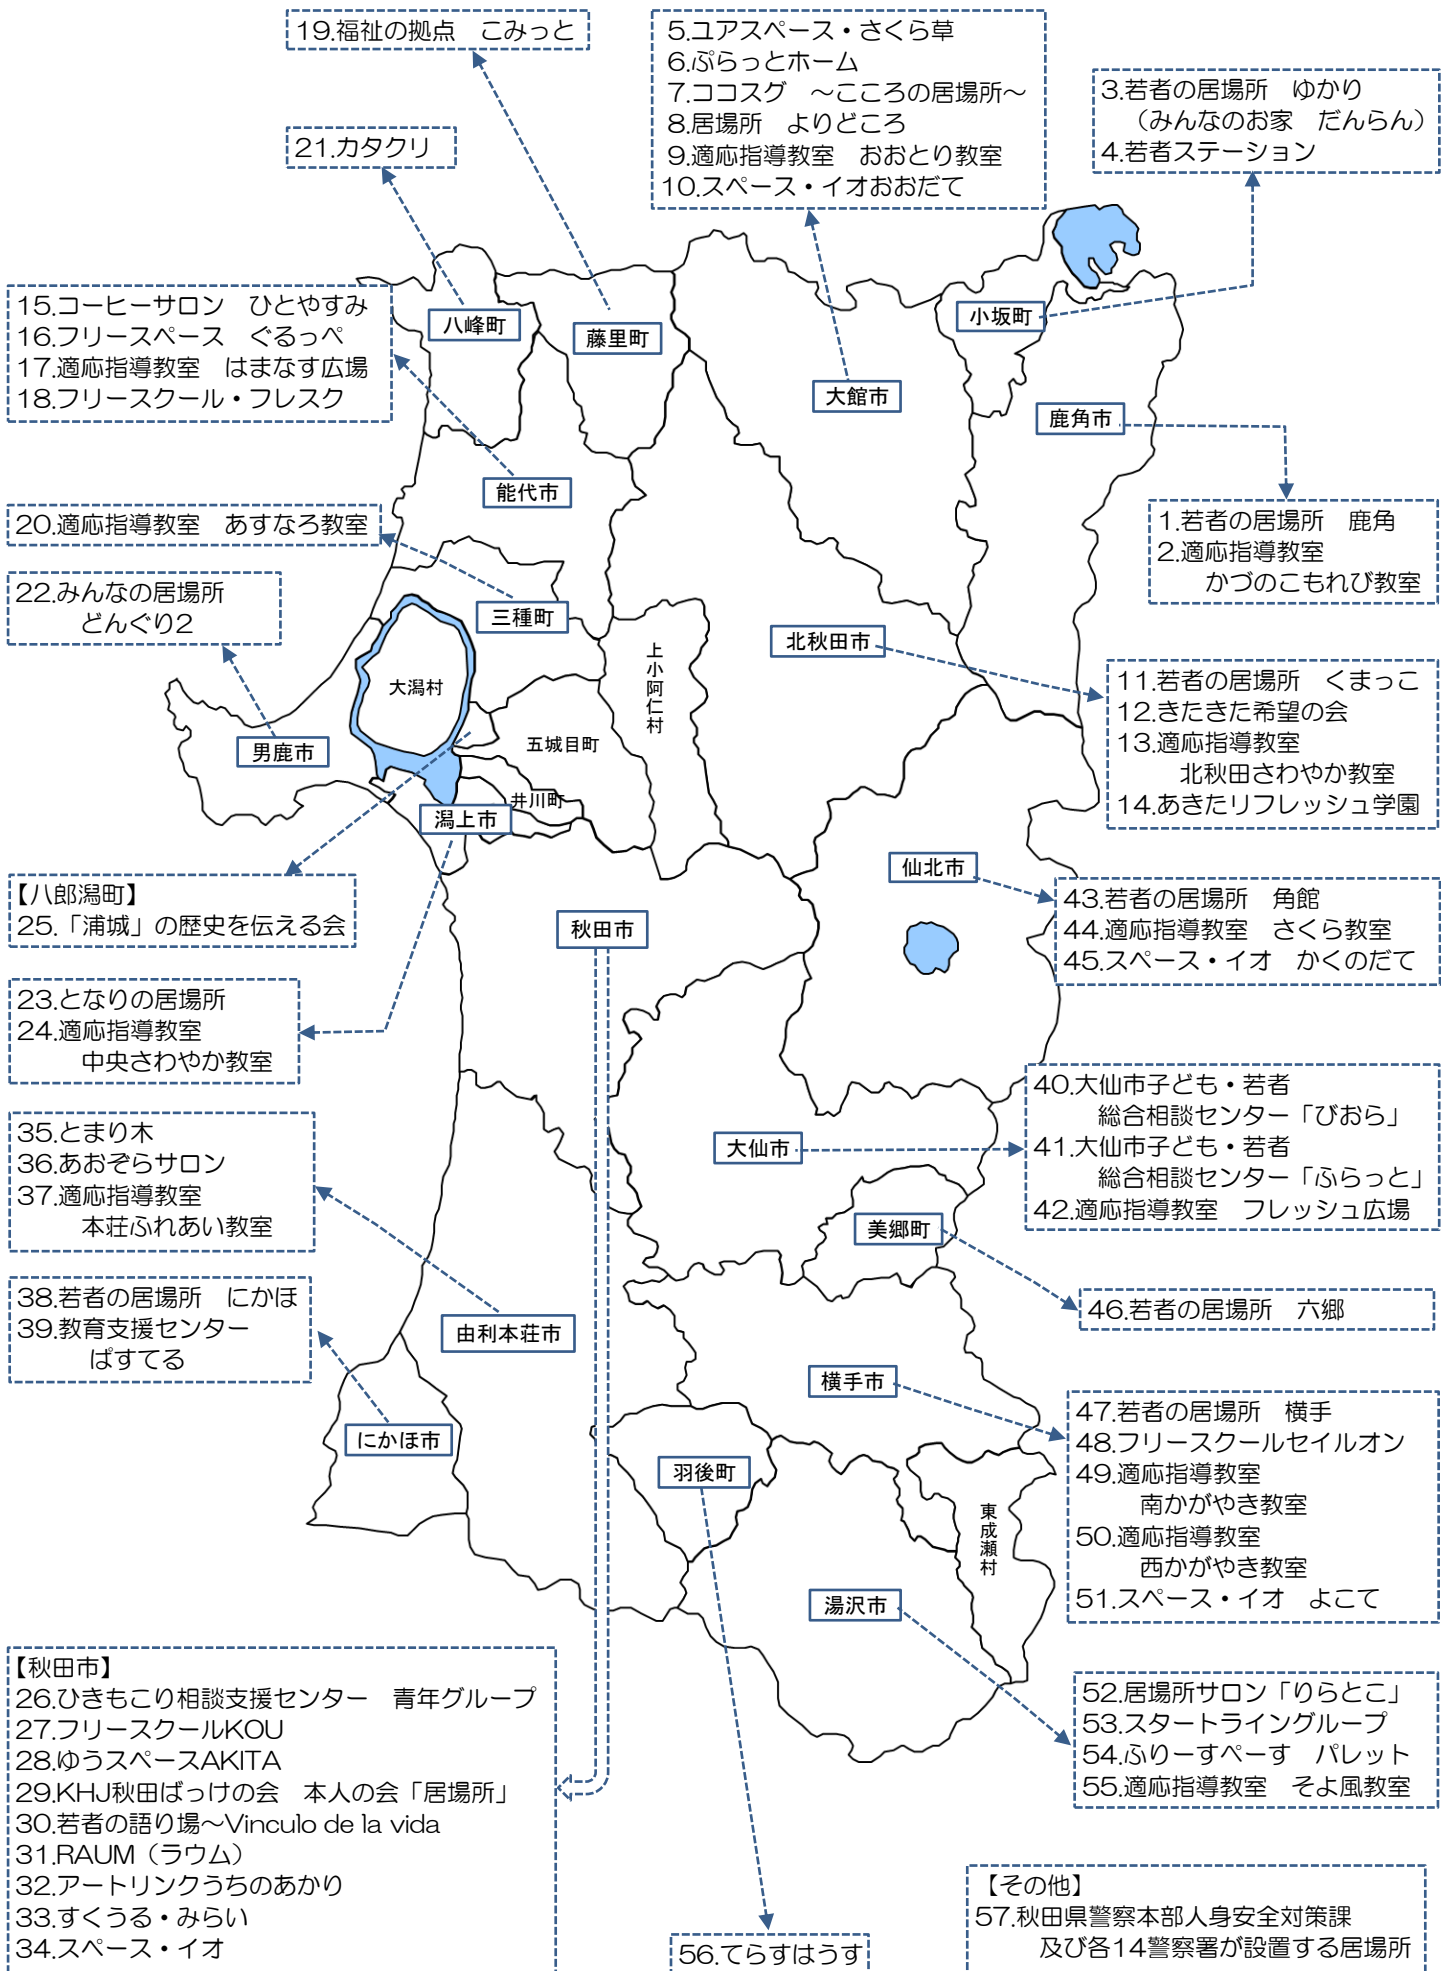 19.福祉の拠点　こみっと
5.ユアスペース・さくら草
6.ぷらっとホーム
7.ココスグ　～こころの居場所～
8.居場所　よりどころ
9.適応指導教室　おおとり教室
10.スペース・イオおおだて
3.若者の居場所　ゆかり
（みんなのお家　だんらん）
4.若者ステーション
21.カタクリ
15.コーヒーサロン　ひとやすみ
16.フリースペース　ぐるっぺ
17.適応指導教室　はまなす広場
18.フリースクール・フレスク
八峰町
藤里町
小坂町
大館市
鹿角市
能代市
20.適応指導教室　あすなろ教室
1.若者の居場所　鹿角
2.適応指導教室
かづのこもれび教室
22.みんなの居場所
どんぐり2
三種町
北秋田市
上小阿仁村
大潟村
男鹿市
五城目町
井川町
潟上市
11.若者の居場所　くまっこ
12.きたきた希望の会
13.適応指導教室
北秋田さわやか教室
14.あきたリフレッシュ学園
【八郎潟町】
25.「浦城」の歴史を伝える会
秋田市
仙北市
43.若者の居場所　角館
44.適応指導教室　さくら教室
45.スペース・イオ　かくのだて
23.となりの居場所
24.適応指導教室
中央さわやか教室
35.とまり木
36.あおぞらサロン
37.適応指導教室
本荘ふれあい教室
大仙市
40.大仙市子ども・若者
総合相談センター「びおら」
41.大仙市子ども・若者
総合相談センター「ふらっと」
42.適応指導教室　フレッシュ広場
美郷町
38.若者の居場所　にかほ
39.教育支援センター
ぱすてる
由利本荘市
46.若者の居場所　六郷
横手市
にかほ市
羽後町
47.若者の居場所　横手
48.フリースクールセイルオン
49.適応指導教室
南かがやき教室
50.適応指導教室
西かがやき教室
51.スペース・イオ　よこて
東成瀬村
湯沢市
【秋田市】
26.ひきもこり相談支援センター　青年グループ
27.フリースクールKOU
28.ゆうスペースAKITA
29.KHJ秋田ばっけの会　本人の会「居場所」
30.若者の語り場～Vinculo de la vida
31.RAUM（ラウム）
32.アートリンクうちのあかり
33.すくうる・みらい
34.スペース・イオ
52.居場所サロン「りらとこ」
53.スタートライングループ
54.ふりーすぺーす　パレット
55.適応指導教室　そよ風教室
56.てらすはうす
【その他】
57.秋田県警察本部人身安全対策課
及び各14警察署が設置する居場所